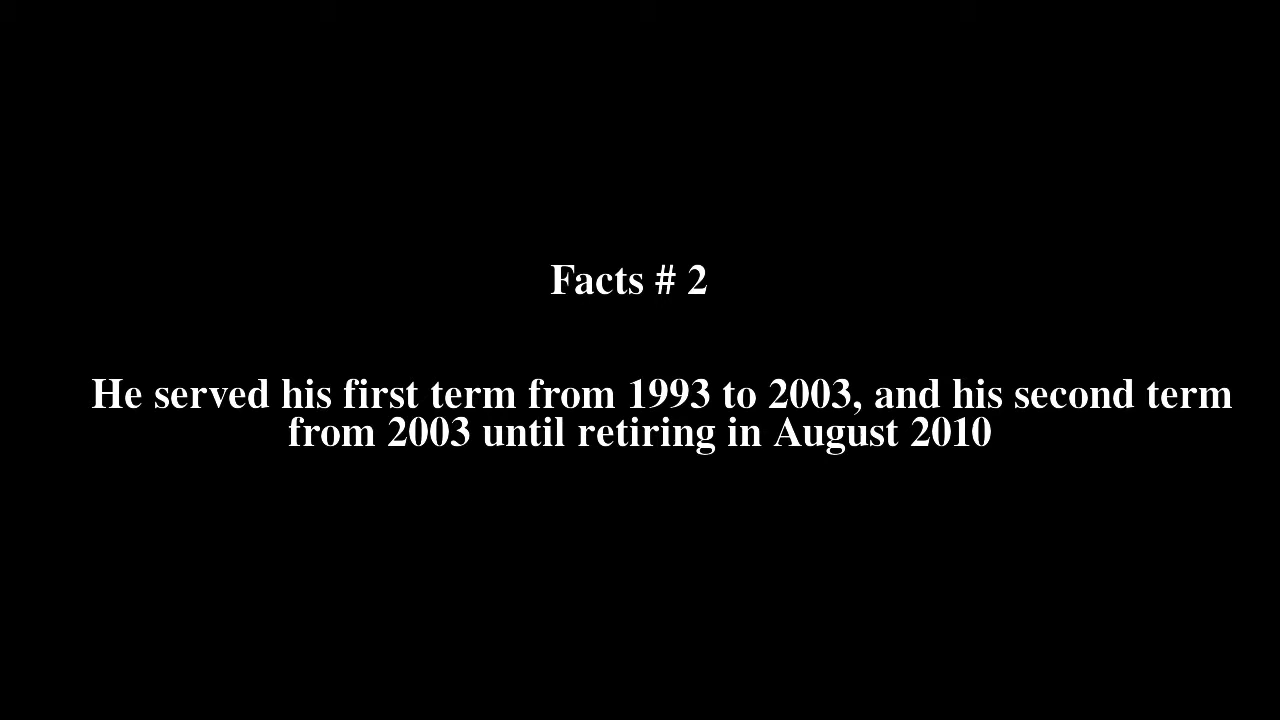 Facts # 2
He served his first term from 1993 to 2003, and his second term
from 2003 until retiring in August 2010